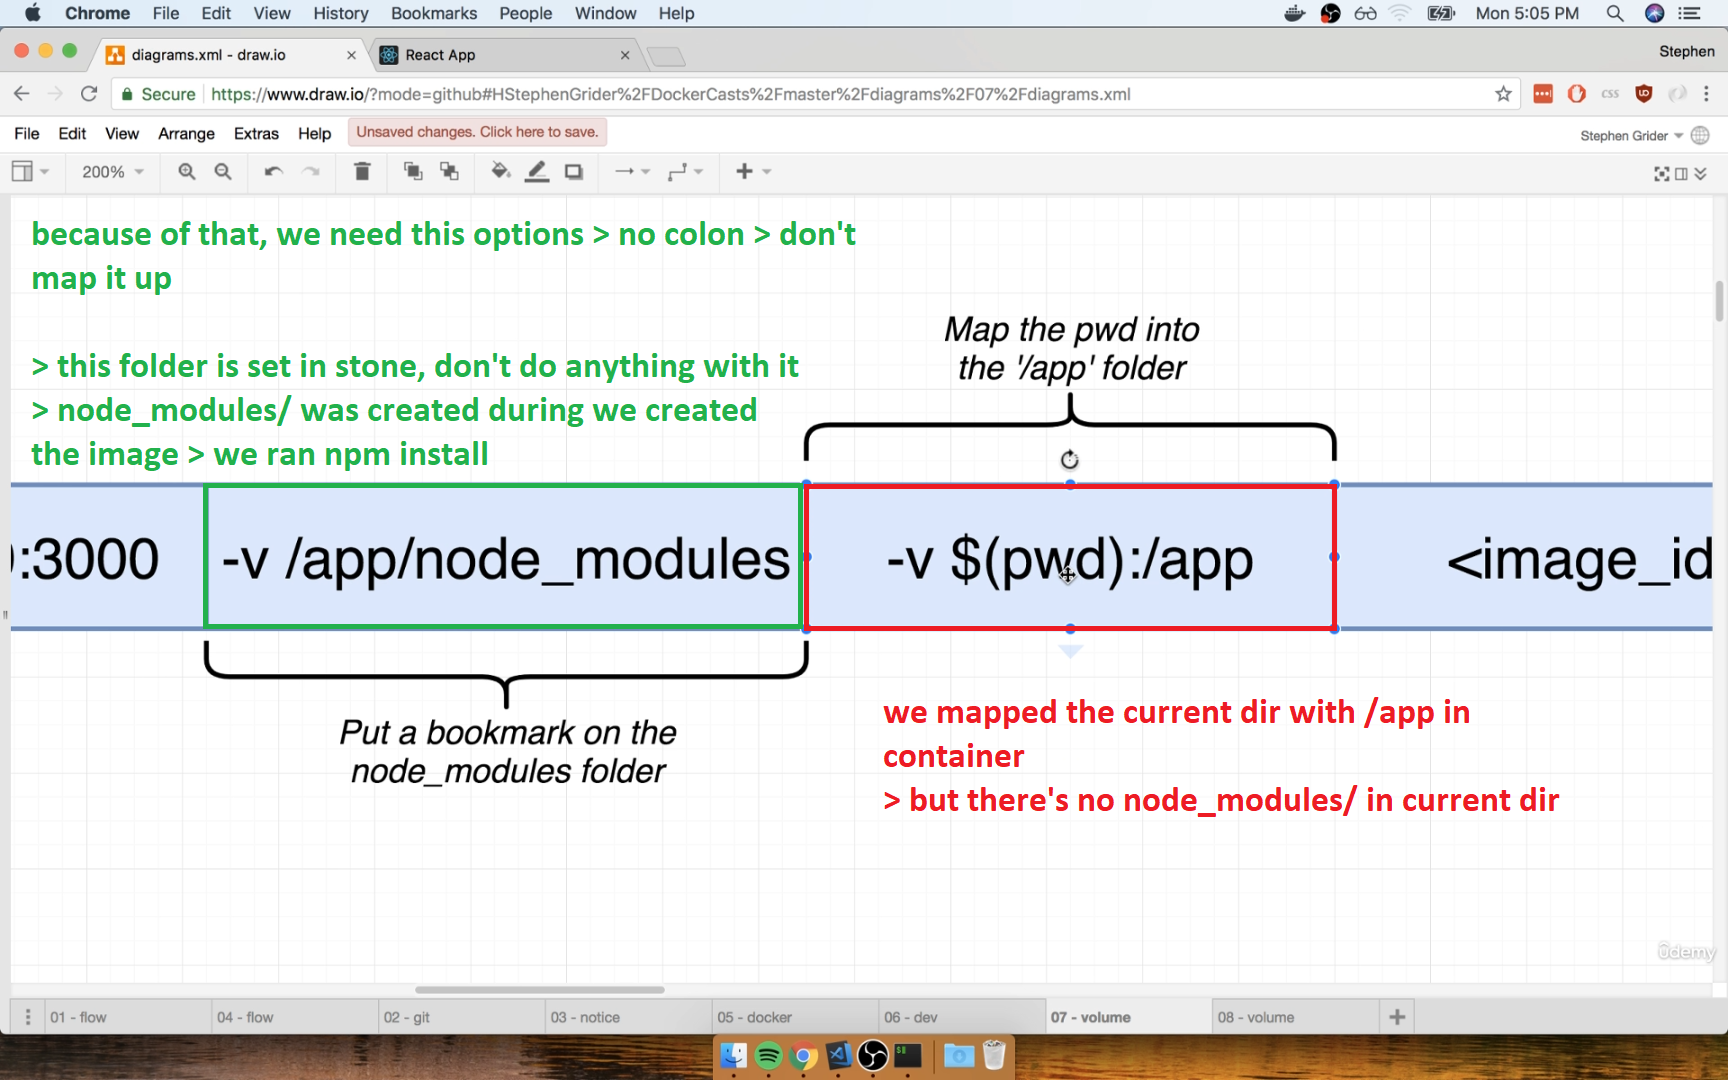 Chrome File Edit View History Bookmarks People Window Help Mon 5:05 PM
diagrams.xml - draw.io React App Stephen
Secure https://www.draw.io/?mode=github#HStephenGrider%2FDockerCasts%2Fmaster%2Fdiagrams%2F07%2Fdiagrams.xml
File Edit View Arrange Extras Help Unsaved changes. Click here to save. Stephen Grider
200%
because of that, we need this options > no colon > don't
map it up
> this folder is set in stone, don't do anything with it
> node_modules/ was created during we created
the image > we ran npm install
Map the pwd into
the '/app' folder
:3000 -v /app/node_modules -v $(pwd):/app <image_id
Put a bookmark on the
node_modules folder
we mapped the current dir with /app in
container
> but there's no node_modules/ in current dir
ûdemy
01 - flow 04 - flow 02 - git 03 - notice 05 - docker 06 - dev 07 - volume 08 - volume